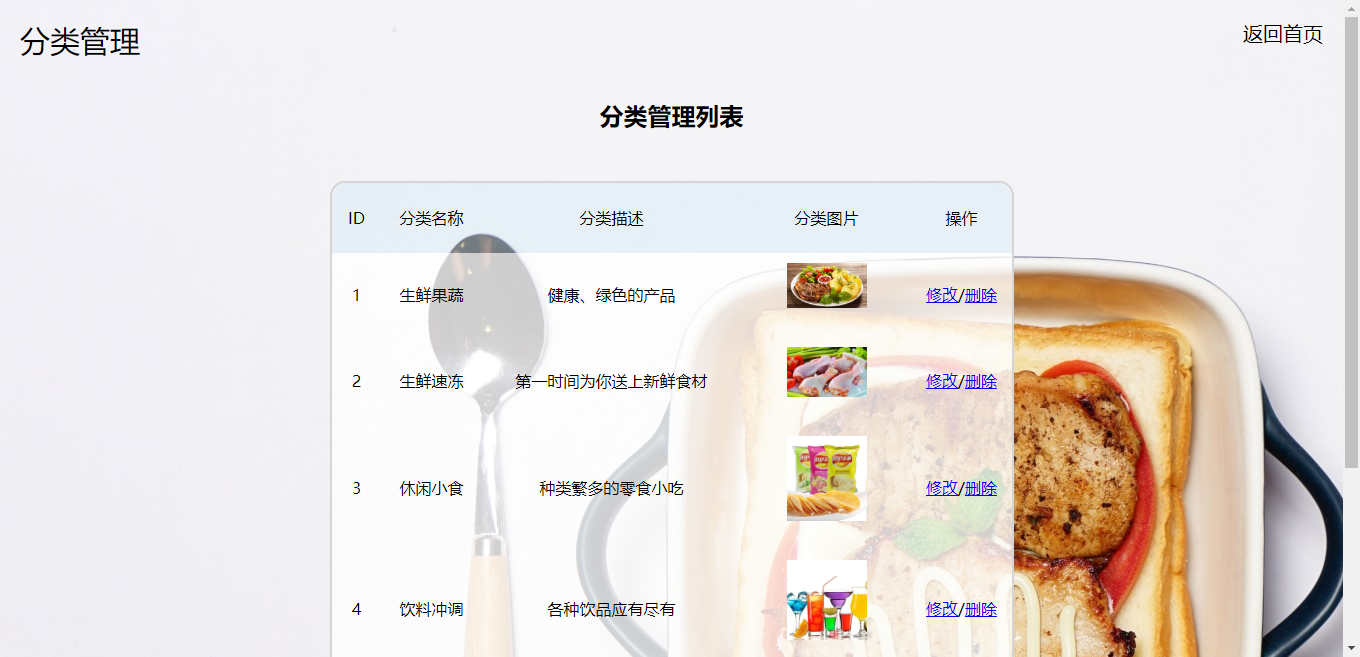 分类管理
返回首页
分类管理列表
ID 分类名称 分类描述 分类图片 操作
1 生鲜果蔬 健康、绿色的产品 修改/删除
2 生鲜速冻 第一时间为你送上新鲜食材 修改/删除
3 休闲小食 种类繁多的零食小吃 修改/删除
4 饮料冲调 各种饮品应有尽有 修改/删除